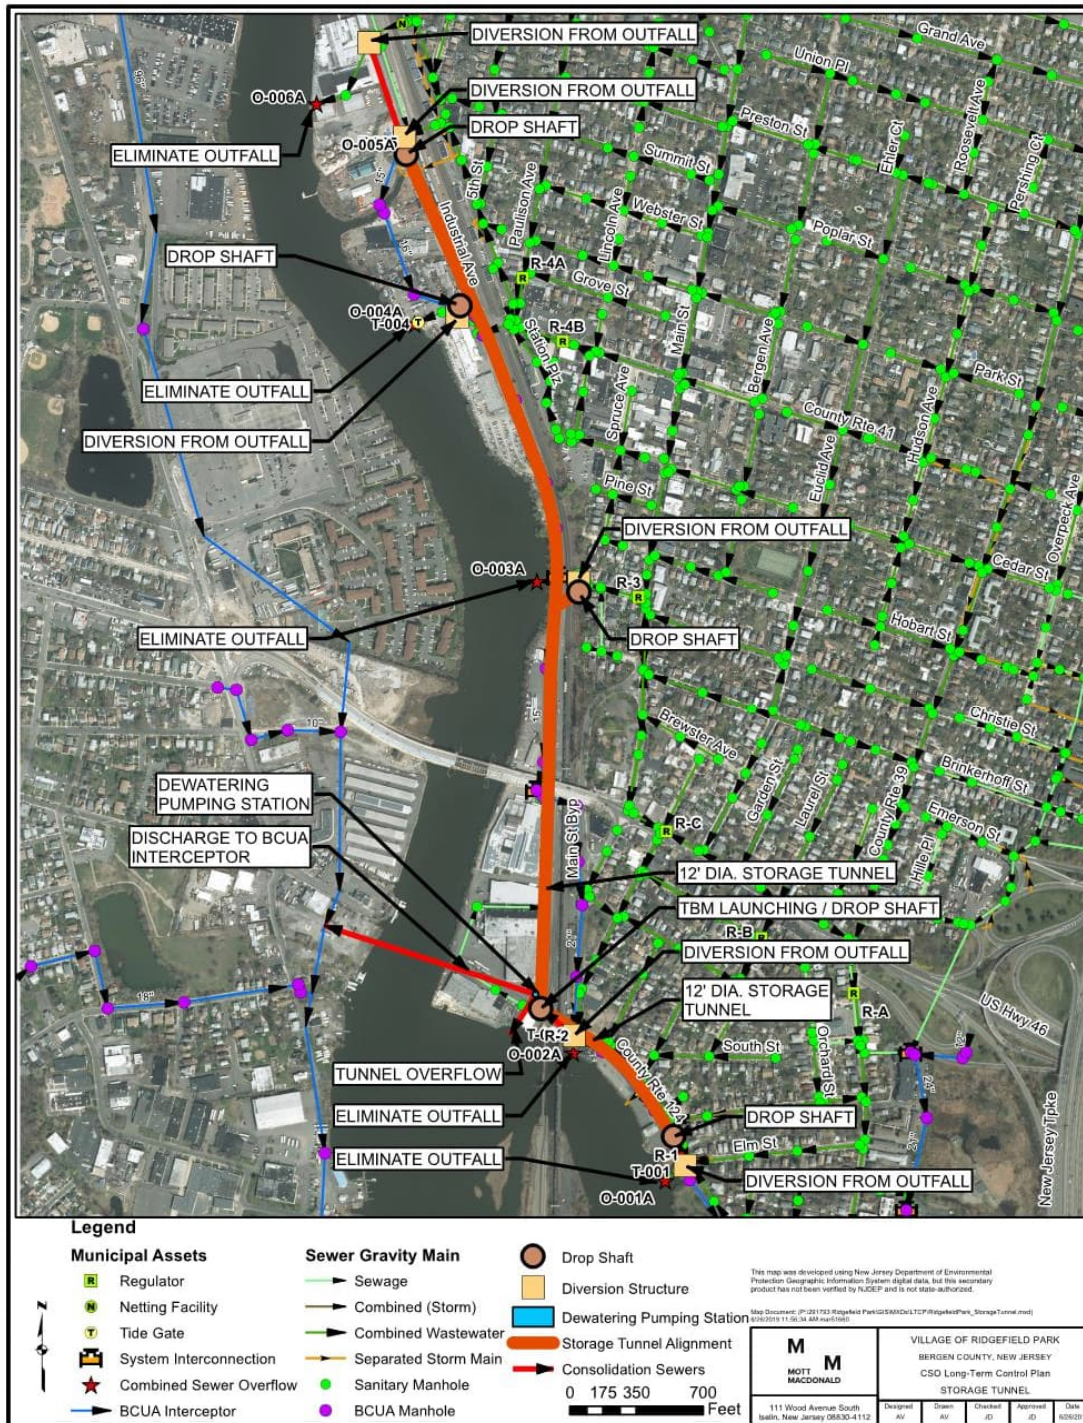 DIVERSION FROM OUTFALL
Grand Ave
Union Pl
DIVERSION FROM OUTFALL
O-006A
DROP SHAFT
Preston St
Ehler Ct
Roosevelt Ave
Pershing Ct
ELIMINATE OUTFALL
O-005A
15"
5th St
Summit St
Paulison Ave
Lincoln Ave
Webster St
Poplar St
Industrial Ave
16"
DROP SHAFT
R-4A
Grove St
O-004A
T-004
R-4B
Station Plz
Main St
Bergen Ave
Park St
ELIMINATE OUTFALL
Spruce Ave
County Rte 41
Hudson Ave
DIVERSION FROM OUTFALL
Euclid Ave
Pine St
Overpeck Ave
DIVERSION FROM OUTFALL
O-003A
R-3
Cedar St
ELIMINATE OUTFALL
DROP SHAFT
Hobart St
10"
15"
Brewster Ave
Christie St
Garden St
Laurel St
Brinkerhoff St
DEWATERING
PUMPING STATION
Main St Byp
R-C
County Rte 39
Emerson St
Hille Pl
DISCHARGE TO BCUA
INTERCEPTOR
12' DIA. STORAGE TUNNEL
TBM LAUNCHING / DROP SHAFT
R-B
DIVERSION FROM OUTFALL
18"
12' DIA. STORAGE
TUNNEL
R-A
US Hwy 46
R-2
O-002A
South St
Orchard St
12"
TUNNEL OVERFLOW
County Rte 124
ELIMINATE OUTFALL
DROP SHAFT
ELIMINATE OUTFALL
R-1
T-001
Elm St
O-001A
DIVERSION FROM OUTFALL
New Jersey Tpke
Legend
Municipal Assets
R Regulator
N Netting Facility
T Tide Gate
System Interconnection
Combined Sewer Overflow
BCUA Interceptor
Sewer Gravity Main
Sewage
Combined (Storm)
Combined Wastewater
Separated Storm Main
Sanitary Manhole
BCUA Manhole
Drop Shaft
Diversion Structure
Dewatering Pumping Station
Storage Tunnel Alignment
Consolidation Sewers
0 175 350 700
Feet
N
This map was developed using New Jersey Department of Environmental
Protection Geographic Information System digital data, but this secondary
product has not been verified by NJDEP and is not state-authorized.
M
M
MOTT
MACDONALD
111 Wood Avenue South
Iselin, New Jersey 08830-4112
VILLAGE OF RIDGEFIELD PARK
BERGEN COUNTY, NEW JERSEY
CSO Long-Term Control Plan
STORAGE TUNNEL
Designed Drawn Checked Approved Date
AV AV JD JD